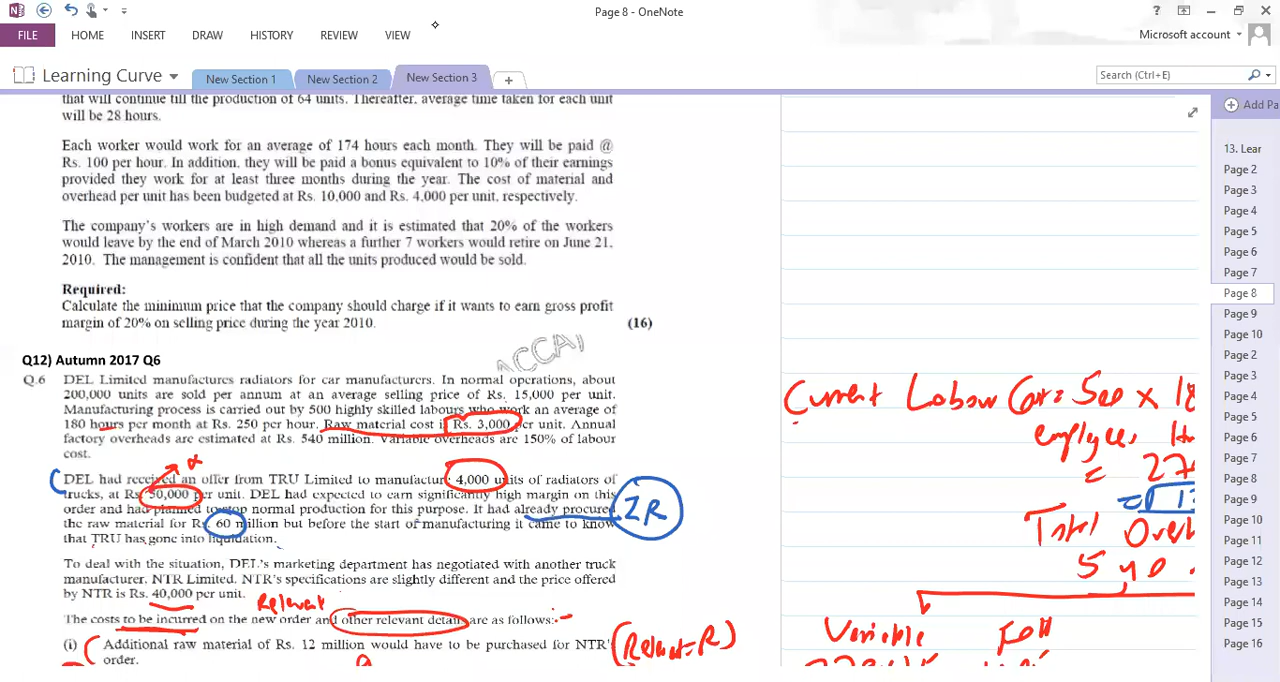 Page 8 - OneNote
?
FILE HOME INSERT DRAW HISTORY REVIEW VIEW
Microsoft account
Learning Curve New Section 1 New Section 2 New Section 3 +
Search (Ctrl+E)
that will continue till the production of 64 units. Thereafter, average time taken for each unit
will be 28 hours.
Each worker would work for an average of 174 hours each month. They will be paid @
Rs. 100 per hour. In addition, they will be paid a bonus equivalent to 10% of their earnings
provided they work for at least three months during the year. The cost of material and
overhead per unit has been budgeted at Rs. 10,000 and Rs. 4,000 per unit, respectively.
The company's workers are in high demand and it is estimated that 20% of the workers
would leave by the end of March 2010 whereas a further 7 workers would retire on June 21,
2010. The management is confident that all the units produced would be sold.
Required:
Calculate the minimum price that the company should charge if it wants to earn gross profit
margin of 20% on selling price during the year 2010. (16)
ACCA
Q12) Autumn 2017 Q6
Q.6 DEL Limited manufactures radiators for car manufacturers. In normal operations, about
200,000 units are sold per annum at an average selling price of Rs. 15,000 per unit.
Manufacturing process is carried out by 500 highly skilled labours who work an average of
180 hours per month at Rs. 250 per hour. Raw material cost is Rs. 3,000 per unit. Annual
factory overheads are estimated at Rs. 540 million. Variable overheads are 150% of labour
cost.
DEL had received an offer from TRU Limited to manufacture 4,000 units of radiators of
trucks, at Rs. 50,000 per unit. DEL had expected to earn significantly high margin on this
order and had planned to stop normal production for this purpose. It had already procured
the raw material for Rs. 60 million but before the start of manufacturing it came to know
that TRU has gone into liquidation.
IR
To deal with the situation, DEL's marketing department has negotiated with another truck
manufacturer. NTR Limited. NTR's specifications are slightly different and the price offered
by NTR is Rs. 40,000 per unit.
Relevant
The costs to be incurred on the new order and other relevant details are as follows:-
(i) Additional raw material of Rs. 12 million would have to be purchased for NTR's
order.
(Relevant-R)
Current Labour Cost= 500 x 18
employees
= 27
=
Total Over
540
Variable
Add Pa
13. Lear
Page 2
Page 3
Page 4
Page 5
Page 6
Page 7
Page 8
Page 9
Page 10
Page 2
Page 3
Page 4
Page 5
Page 6
Page 7
Page 8
Page 9
Page 10
Page 11
Page 12
Page 13
Page 14
Page 15
Page 16